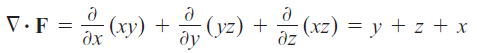 ∇·F = ∂/∂x (xy) + ∂/∂y (yz) + ∂/∂z (xz) = y + z + x